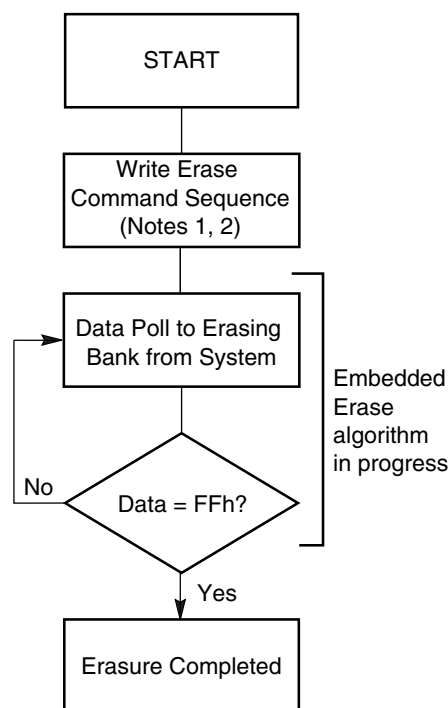 START
Write Erase
Command Sequence
(Notes 1, 2)
Data Poll to Erasing
Bank from System
Embedded
Erase
algorithm
in progress
No
Data = FFh?
Yes
Erasure Completed